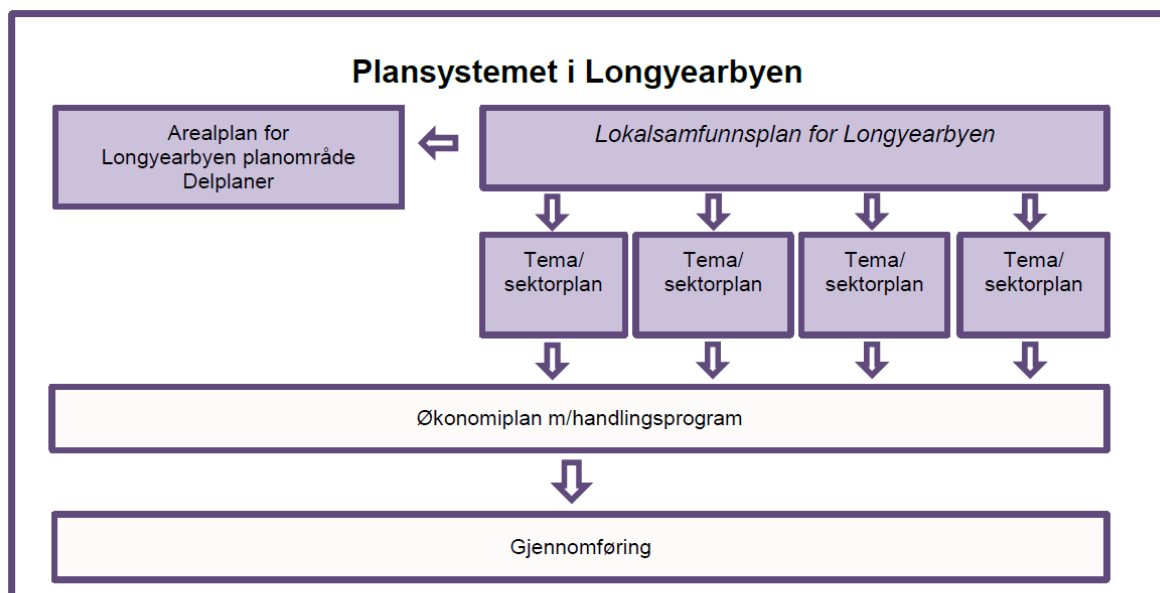 Plansystemet i Longyearbyen
Arealplan for
Longyearbyen planområde
Delplaner
Lokalsamfunnsplan for Longyearbyen
Tema/
sektorplan
Tema/
sektorplan
Tema/
sektorplan
Tema/
sektorplan
Økonomiplan m/handlingsprogram
Gjennomføring